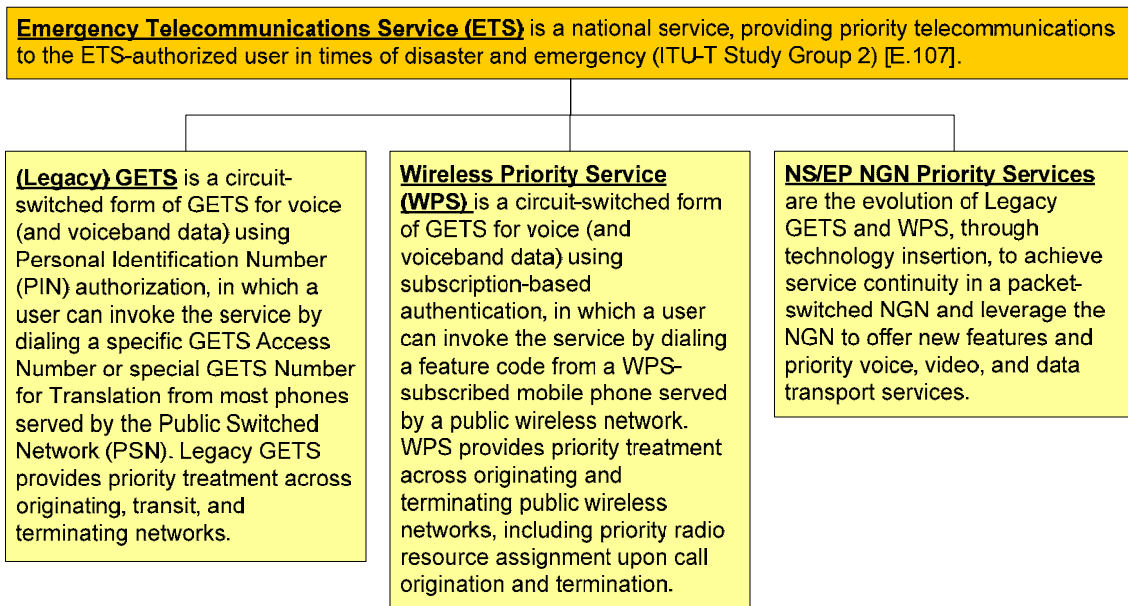 Emergency Telecommunications Service (ETS) is a national service, providing priority telecommunications
to the ETS-authorized user in times of disaster and emergency (ITU-T Study Group 2) [E.107].
(Legacy) GETS is a circuit-
switched form of GETS for voice
(and voiceband data) using
Personal Identification Number
(PIN) authorization, in which a
user can invoke the service by
dialing a specific GETS Access
Number or special GETS Number
for Translation from most phones
served by the Public Switched
Network (PSN). Legacy GETS
provides priority treatment across
originating, transit, and
terminating networks.
Wireless Priority Service
(WPS) is a circuit-switched form
of GETS for voice (and
voiceband data) using
subscription-based
authentication, in which a user
can invoke the service by dialing
a feature code from a WPS-
subscribed mobile phone served
by a public wireless network.
WPS provides priority treatment
across originating and
terminating public wireless
networks, including priority radio
resource assignment upon call
origination and termination.
NS/EP NGN Priority Services
are the evolution of Legacy
GETS and WPS, through
technology insertion, to achieve
service continuity in a packet-
switched NGN and leverage the
NGN to offer new features and
priority voice, video, and data
transport services.